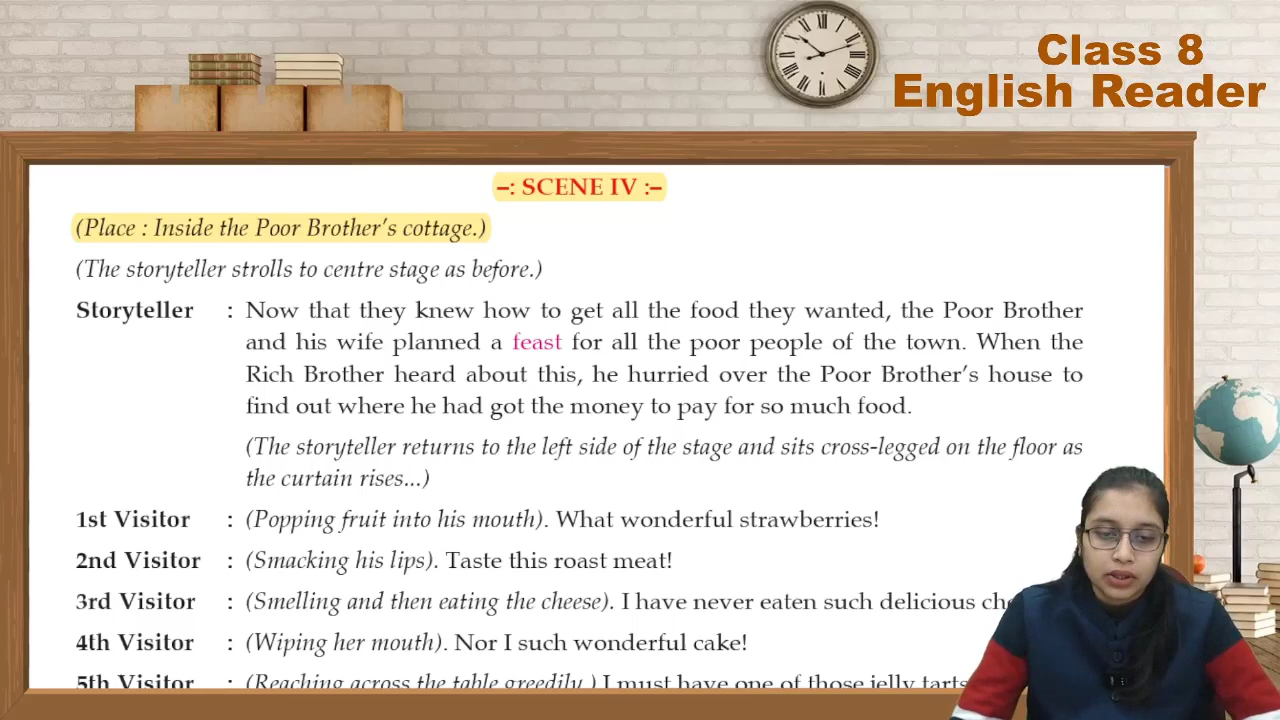 Class 8
English Reader
–: SCENE IV :–
(Place : Inside the Poor Brother’s cottage.)
(The storyteller strolls to centre stage as before.)
Storyteller : Now that they knew how to get all the food they wanted, the Poor Brother
and his wife planned a feast for all the poor people of the town. When the
Rich Brother heard about this, he hurried over the Poor Brother’s house to
find out where he had got the money to pay for so much food.
(The storyteller returns to the left side of the stage and sits cross-legged on the floor as
the curtain rises...)
1st Visitor : (Popping fruit into his mouth). What wonderful strawberries!
2nd Visitor : (Smacking his lips). Taste this roast meat!
3rd Visitor : (Smelling and then eating the cheese). I have never eaten such delicious
4th Visitor : (Wiping her mouth). Nor I such wonderful cake!
5th Visitor : (Reaching across the table greedily.) I must have one of those jelly tarts